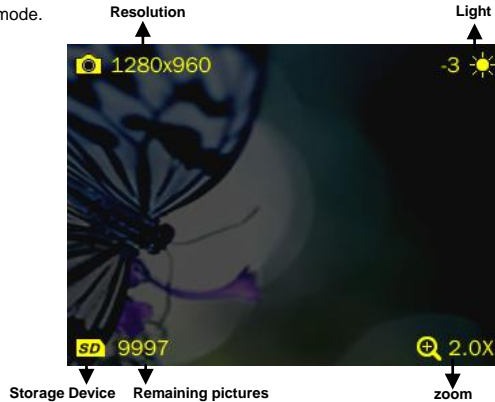 mode.
Resolution
Light
1280x960
-3
SD 9997
2.0X
Storage Device
Remaining pictures
zoom